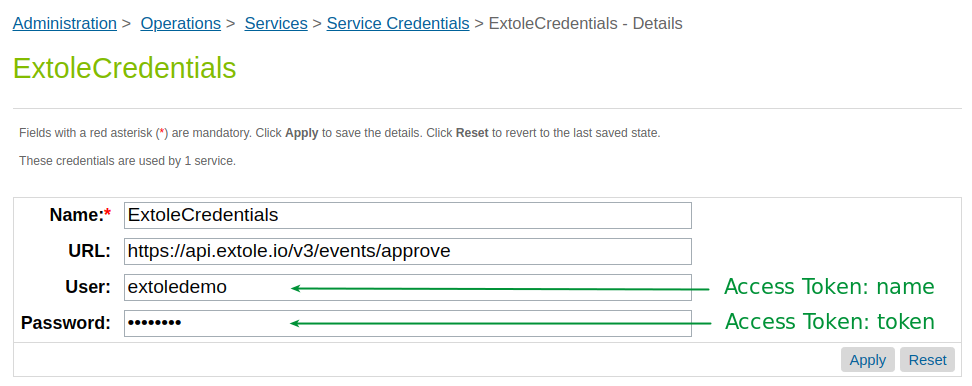 Administration > Operations > Services > Service Credentials > ExtoleCredentials - Details
ExtoleCredentials
Fields with a red asterisk (*) are mandatory. Click Apply to save the details. Click Reset to revert to the last saved state.
These credentials are used by 1 service.
Name:* ExtoleCredentials
URL: https://api.extole.io/v3/events/approve
User: extoledemo Access Token: name
Password: •••••••• Access Token: token
Apply Reset